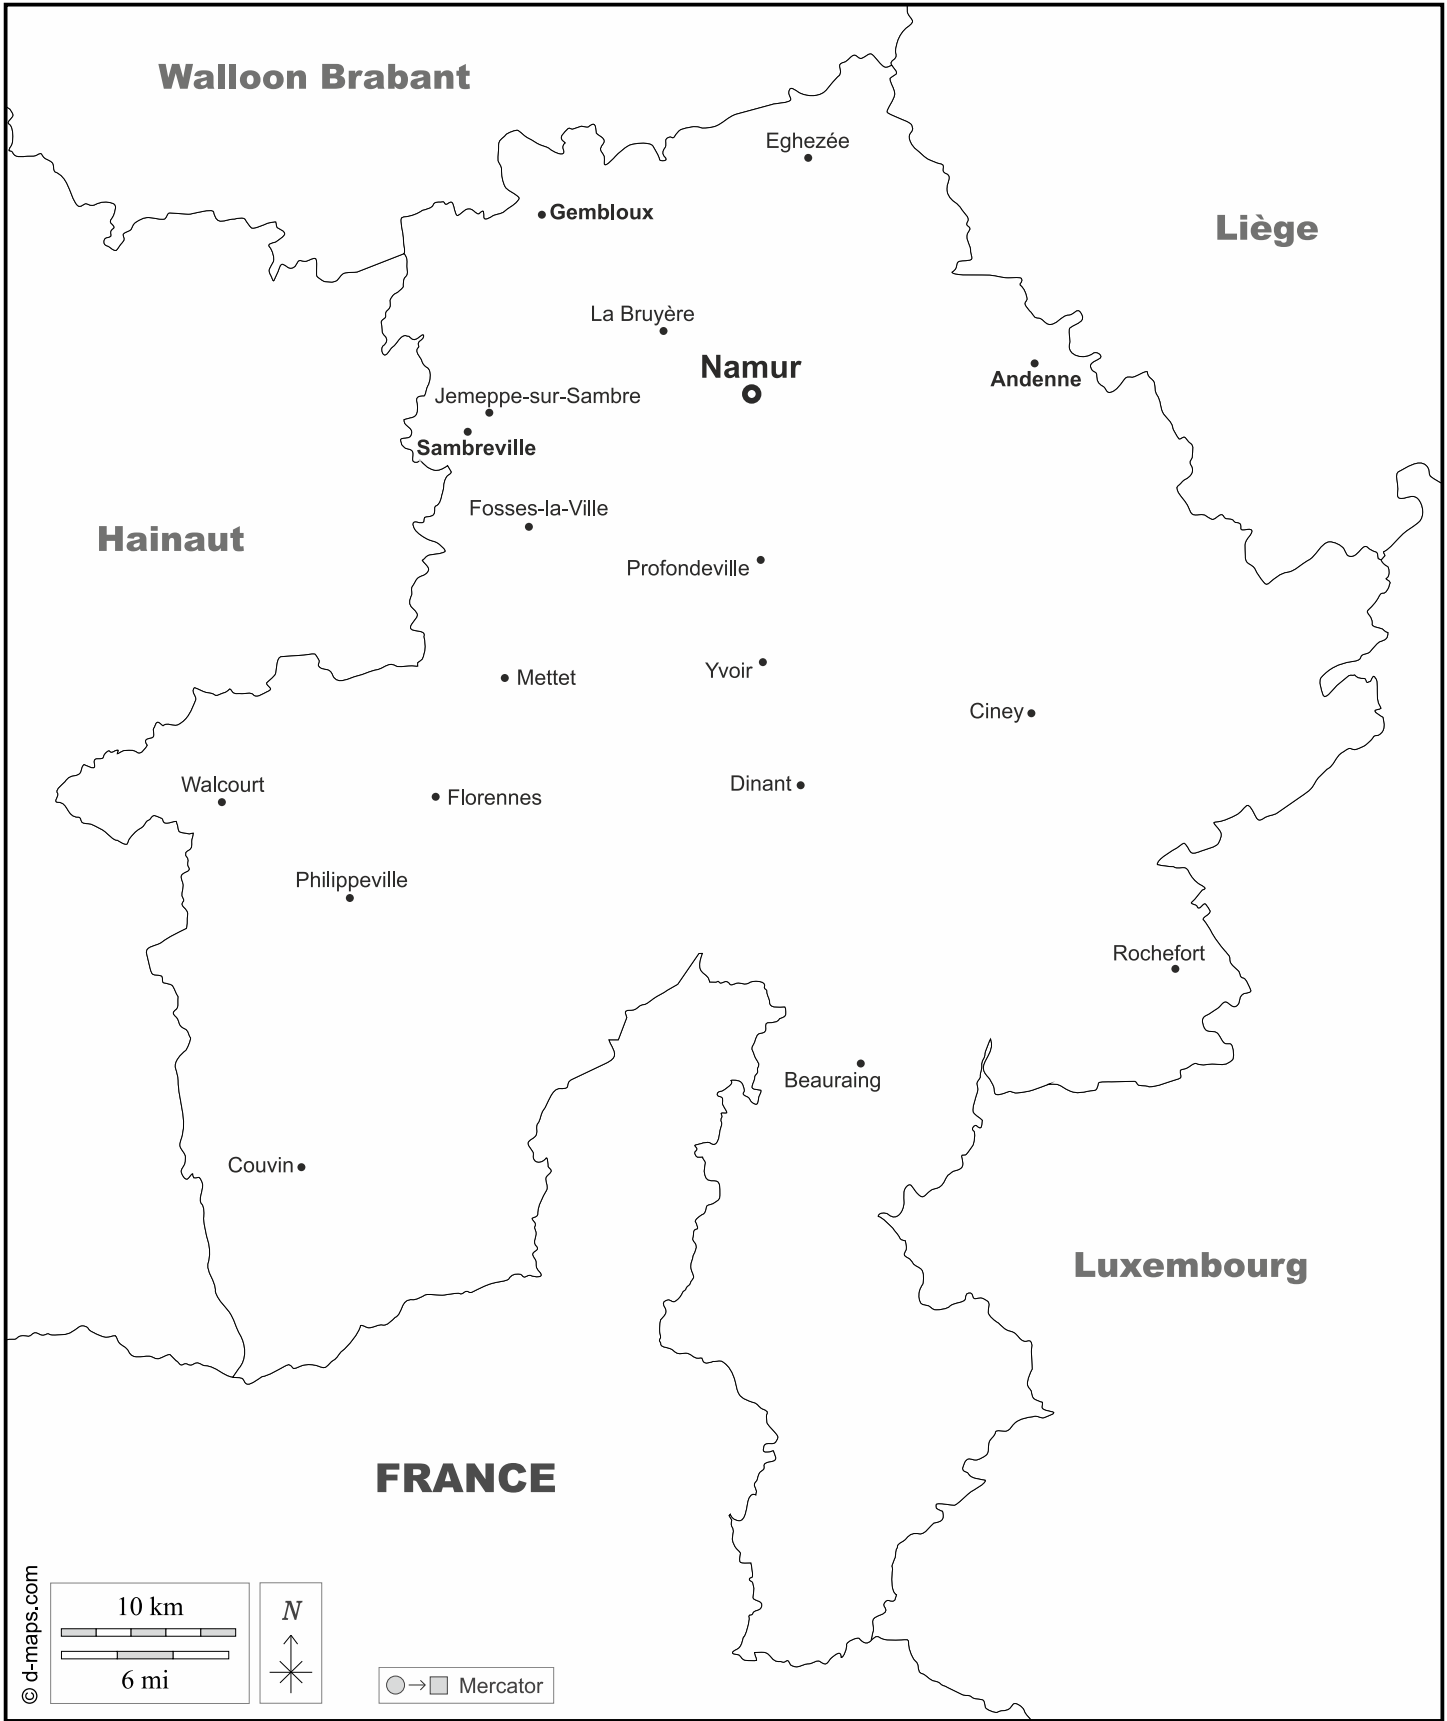 Walloon Brabant
Eghezée
Gembloux
Liège
La Bruyère
Namur
Andenne
Jemeppe-sur-Sambre
Sambreville
Fosses-la-Ville
Hainaut
Profondeville
Mettet
Yvoir
Ciney
Walcourt
Florennes
Dinant
Philippeville
Rochefort
Beauraing
Couvin
Luxembourg
FRANCE
© d-maps.com
10 km
6 mi
N
Mercator